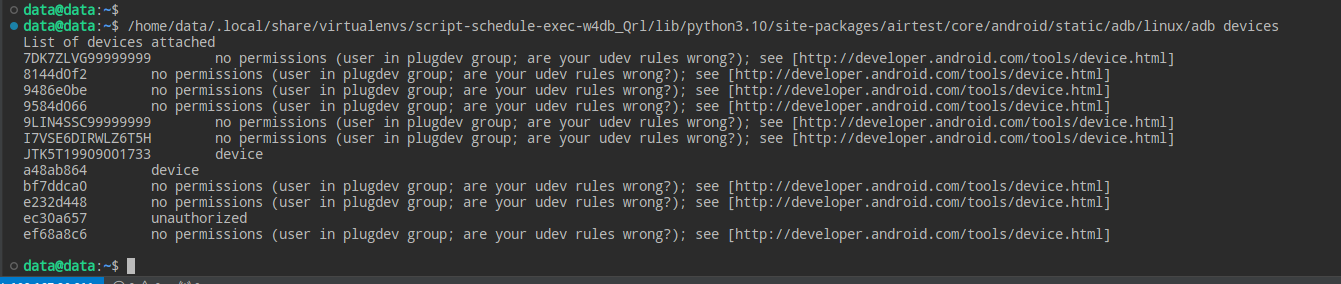 data@data:~$
data@data:~$ /home/data/.local/share/virtualenvs/script-schedule-exec-w4db_Qrl/lib/python3.10/site-packages/airtest/core/android/static/adb/linux/adb devices
List of devices attached
7DK7ZLVG99999999 no permissions (user in plugdev group; are your udev rules wrong?); see [http://developer.android.com/tools/device.html]
8144d0f2 no permissions (user in plugdev group; are your udev rules wrong?); see [http://developer.android.com/tools/device.html]
9486e0be no permissions (user in plugdev group; are your udev rules wrong?); see [http://developer.android.com/tools/device.html]
9584d066 no permissions (user in plugdev group; are your udev rules wrong?); see [http://developer.android.com/tools/device.html]
9LIN4SSC99999999 no permissions (user in plugdev group; are your udev rules wrong?); see [http://developer.android.com/tools/device.html]
I7VSE6DIRWLZ6T5H no permissions (user in plugdev group; are your udev rules wrong?); see [http://developer.android.com/tools/device.html]
JTK5T19909001733 device
a48ab864 device
bf7ddca0 no permissions (user in plugdev group; are your udev rules wrong?); see [http://developer.android.com/tools/device.html]
e232d448 no permissions (user in plugdev group; are your udev rules wrong?); see [http://developer.android.com/tools/device.html]
ec30a657 unauthorized
ef68a8c6 no permissions (user in plugdev group; are your udev rules wrong?); see [http://developer.android.com/tools/device.html]
data@data:~$